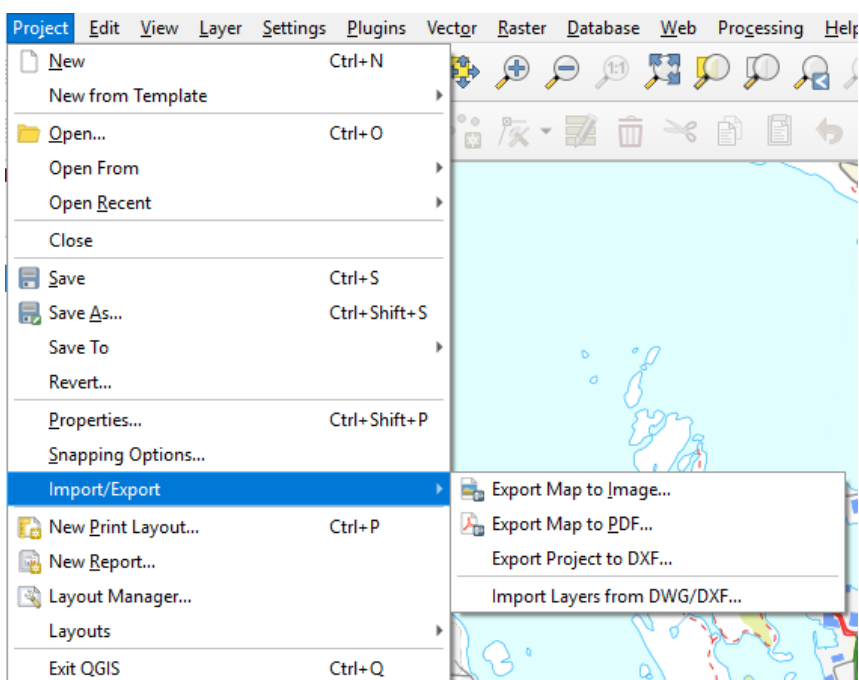 Project Edit View Layer Settings Plugins Vector Raster Database Web Processing Help
New Ctrl+N
New from Template
Open... Ctrl+O
Open From
Open Recent
Close
Save Ctrl+S
Save As... Ctrl+Shift+S
Save To
Revert...
Properties... Ctrl+Shift+P
Snapping Options...
Import/Export
Export Map to Image...
Export Map to PDF...
Export Project to DXF...
Import Layers from DWG/DXF...
New Print Layout... Ctrl+P
New Report...
Layout Manager...
Layouts
Exit QGIS Ctrl+Q
1:1